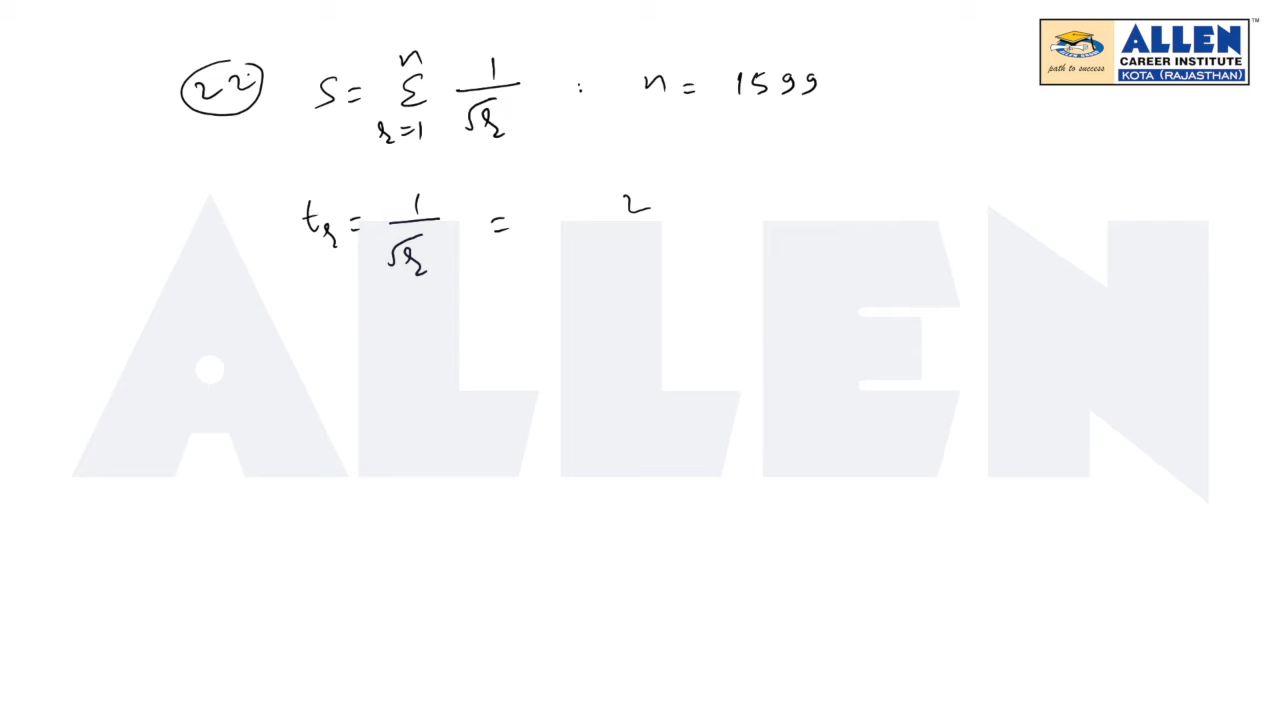 ALLEN
TM
CAREER INSTITUTE
path to success
KOTA (RAJASTHAN)
22 S = Σ_{r=1}^{n} 1/√r : n = 1599
t_r = 1/√r = 2
ALLEN